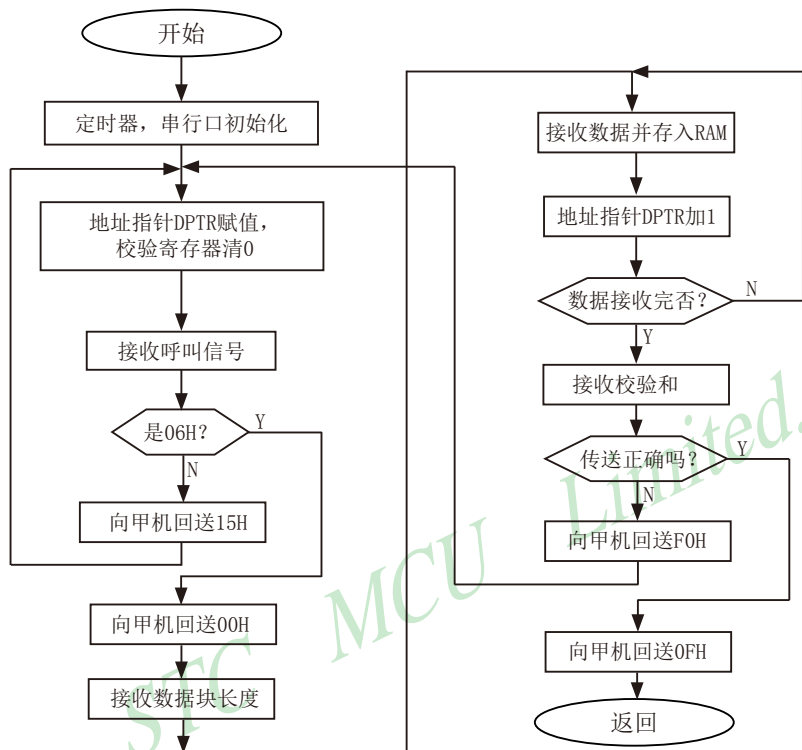 开始
定时器，串行口初始化
地址指针DPTR赋值，
校验寄存器清0
接收呼叫信号
是06H？
Y
N
向甲机回送15H
向甲机回送00H
接收数据块长度
接收数据并存入RAM
地址指针DPTR加1
数据接收完否？
N
Y
接收校验和
传送正确吗？
Y
N
向甲机回送F0H
向甲机回送0FH
返回
STC MCU Limited.